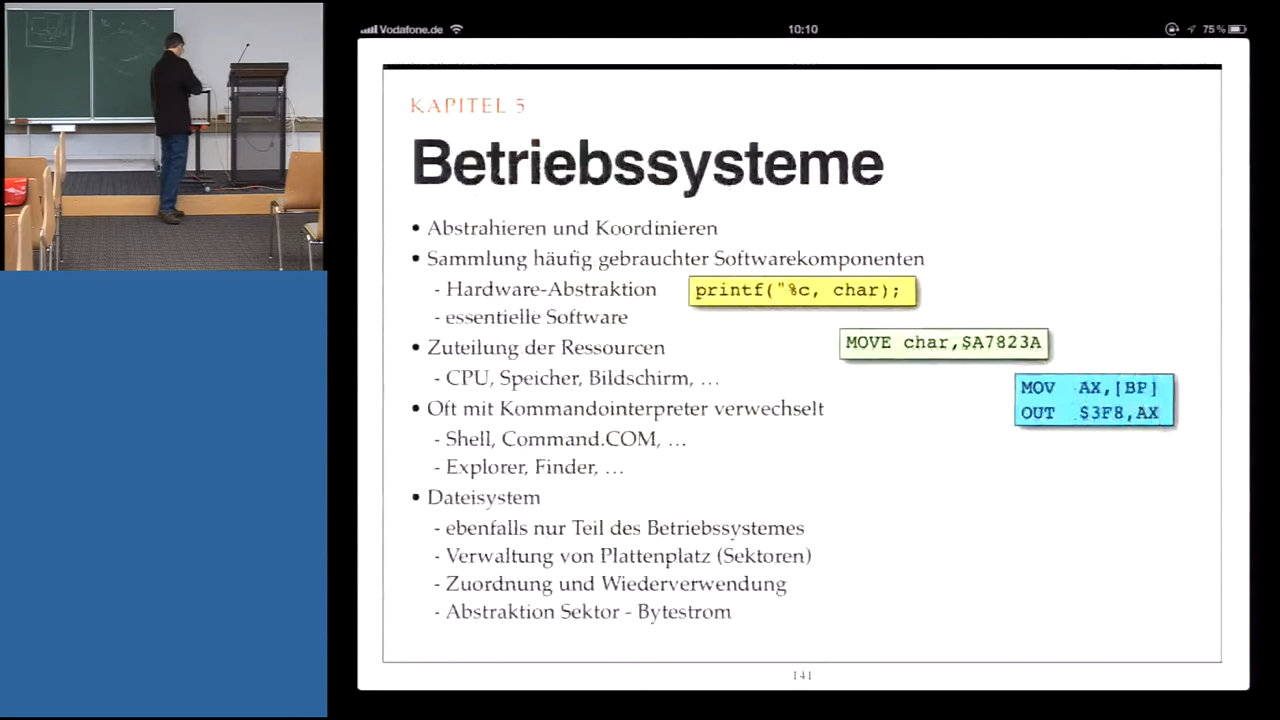 Vodafone.de 10:10 75 %
KAPITEL 5
Betriebssysteme
• Abstrahieren und Koordinieren
• Sammlung häufig gebrauchter Softwarekomponenten
- Hardware-Abstraktion
printf("%c, char);
- essentielle Software
• Zuteilung der Ressourcen
MOVE char,$A7823A
- CPU, Speicher, Bildschirm, …
MOV AX,[BP]
OUT $3F8,AX
• Oft mit Kommandointerpreter verwechselt
- Shell, Command.COM, …
- Explorer, Finder, …
• Dateisystem
- ebenfalls nur Teil des Betriebssystemes
- Verwaltung von Plattenplatz (Sektoren)
- Zuordnung und Wiederverwendung
- Abstraktion Sektor - Bytestrom
141